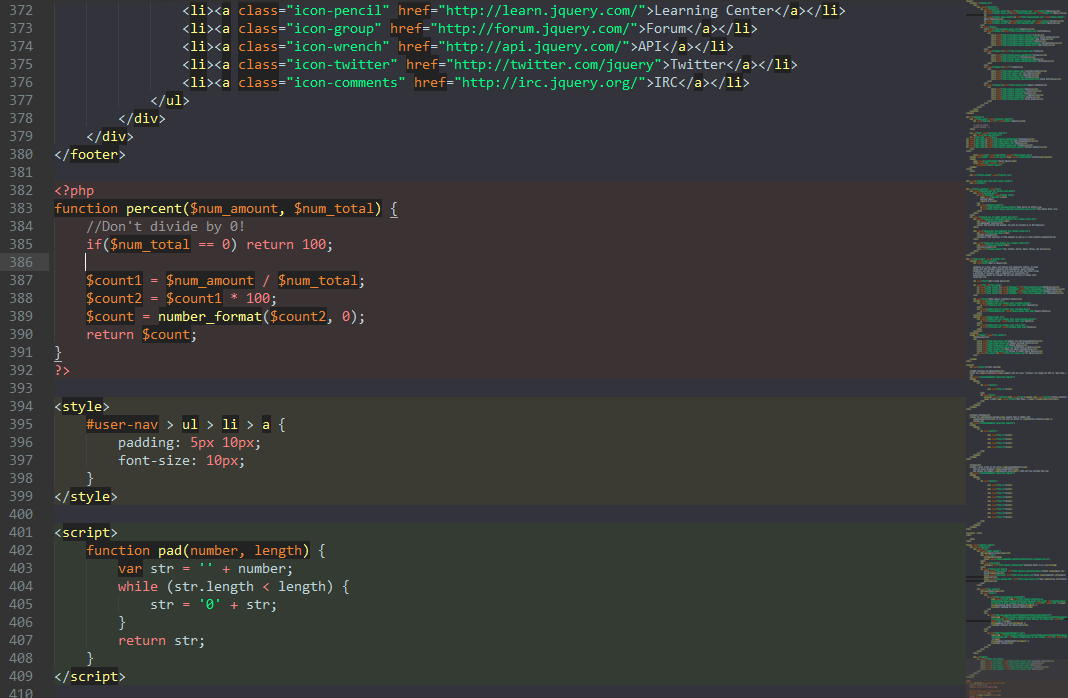 372 <li><a class="icon-pencil" href="http://learn.jquery.com/">Learning Center</a></li>
373 <li><a class="icon-group" href="http://forum.jquery.com/">Forum</a></li>
374 <li><a class="icon-wrench" href="http://api.jquery.com/">API</a></li>
375 <li><a class="icon-twitter" href="http://twitter.com/jquery">Twitter</a></li>
376 <li><a class="icon-comments" href="http://irc.jquery.org/">IRC</a></li>
377 </ul>
378 </div>
379 </div>
380 </footer>
381
382 <?php
383 function percent($num_amount, $num_total) {
384 //Don't divide by 0!
385 if($num_total == 0) return 100;
386
387 $count1 = $num_amount / $num_total;
388 $count2 = $count1 * 100;
389 $count = number_format($count2, 0);
390 return $count;
391 }
392 ?>
393
394 <style>
395 #user-nav > ul > li > a {
396 padding: 5px 10px;
397 font-size: 10px;
398 }
399 </style>
400
401 <script>
402 function pad(number, length) {
403 var str = '' + number;
404 while (str.length < length) {
405 str = '0' + str;
406 }
407 return str;
408 }
409 </script>
410